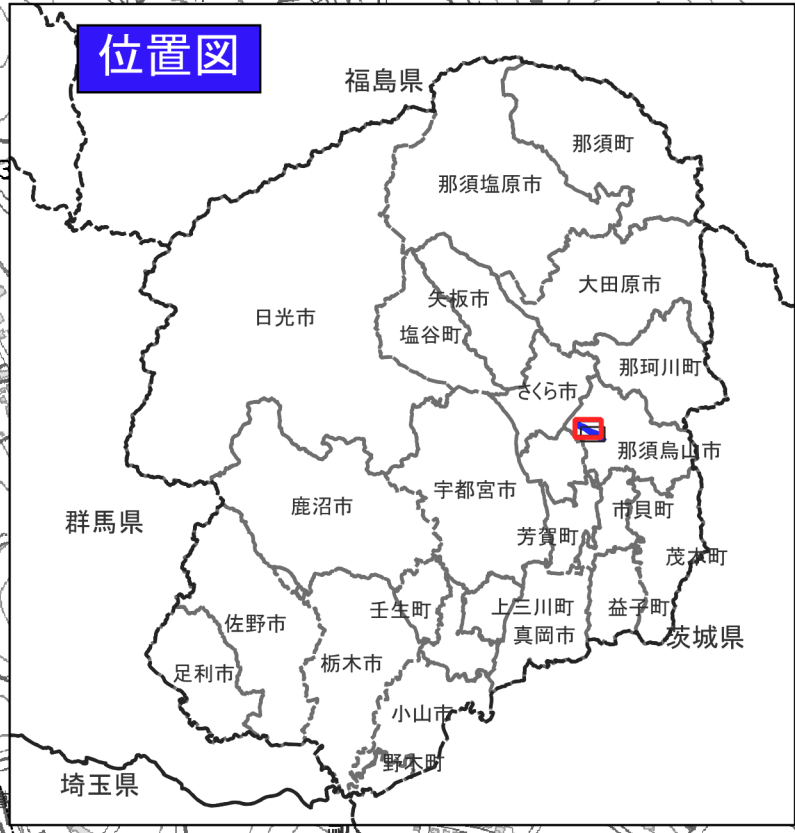 位置図
福島県
那須町
3
那須塩原市
大田原市
矢板市
日光市
塩谷町
那珂川町
さくら市
那須烏山市
宇都宮市
鹿沼市
市貝町
群馬県
芳賀町
茂木町
壬生町
上三川町
益子町
佐野市
真岡市
茨城県
栃木市
足利市
小山市
野木町
埼玉県